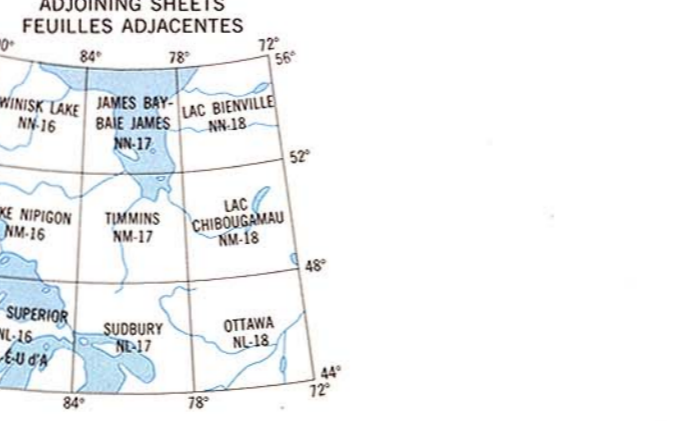 ADJOINING SHEETS
FEUILLES ADJACENTES
84° 78° 72°
56°
WINISK LAKE
NN-16
JAMES BAY-
BAIE JAMES
NN-17
LAC BIENVILLE
NN-18
52°
NIPIGON
NM-16
TIMMINS
NM-17
LAC
CHIBOUGAMAU
NM-18
48°
SUPERIOR
NL-16
É-U d'A
SUDBURY
NL-17
OTTAWA
NL-18
44°
84° 78° 72°